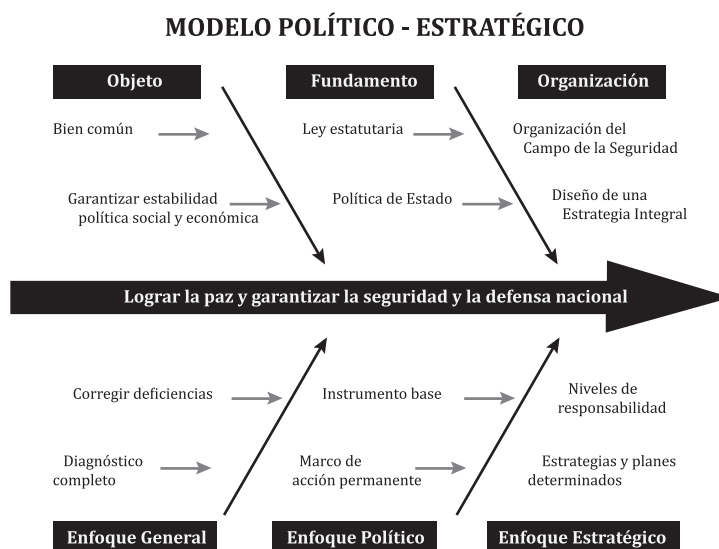 MODELO POLÍTICO - ESTRATÉGICO
Objeto
Fundamento
Organización
Bien común
Ley estatutaria
Organización del
Campo de la Seguridad
Garantizar estabilidad
política social y económica
Política de Estado
Diseño de una
Estrategia Integral
Lograr la paz y garantizar la seguridad y la defensa nacional
Corregir deficiencias
Instrumento base
Niveles de
responsabilidad
Diagnóstico
completo
Marco de
acción permanente
Estrategias y planes
determinados
Enfoque General
Enfoque Político
Enfoque Estratégico